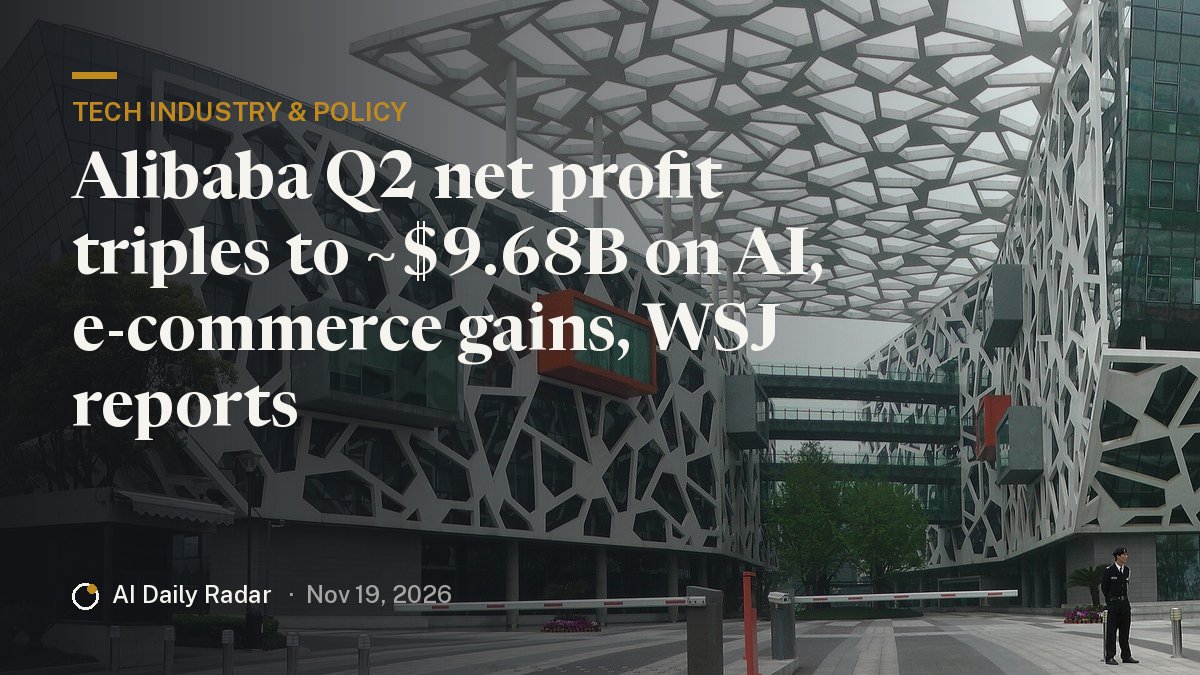 TECH INDUSTRY & POLICY
Alibaba Q2 net profit
triples to ~$9.68B on AI,
e-commerce gains, WSJ
reports
AI Daily Radar · Nov 19, 2026